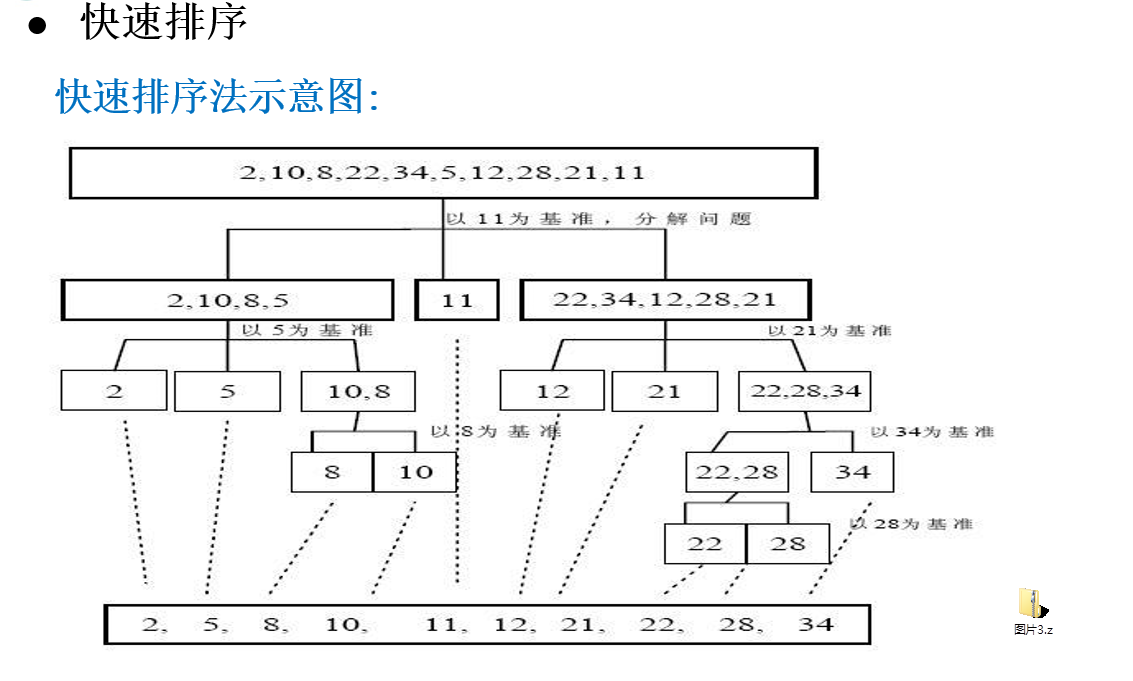 ● 快速排序
快速排序法示意图:
2,10,8,22,34,5,12,28,21,11
以11为基准，分解问题
2,10,8,5
11
22,34,12,28,21
以5为基准
以21为基准
2
5
10,8
12
21
22,28,34
以8为基准
以34为基准
8
10
22,28
34
以28为基准
22
28
2, 5, 8, 10, 11, 12, 21, 22, 28, 34
图片3.z